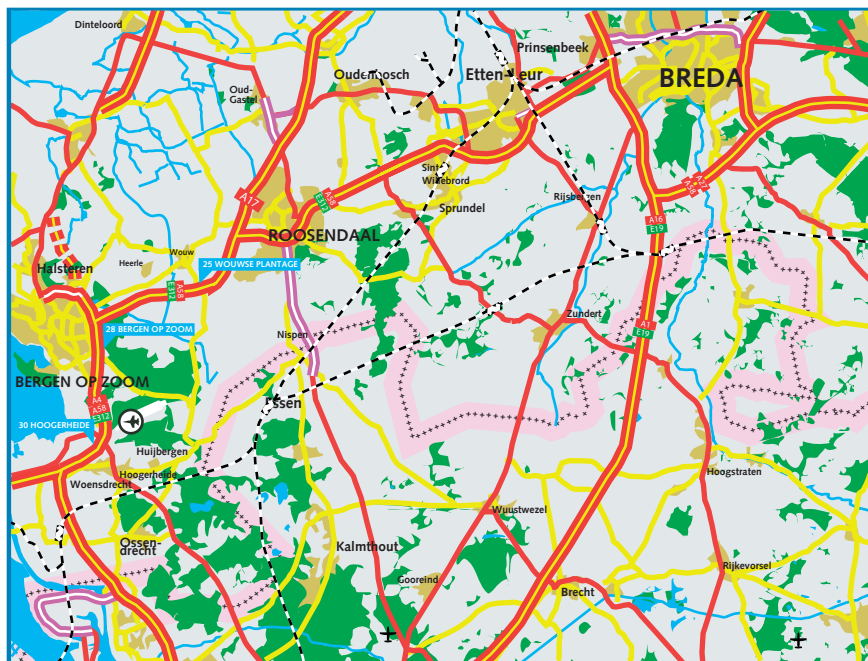 Dinteloord
Prinsenbeek
Oudenbosch
Etten-Leur
BREDA
Oud-
Gastel
Sint
Willebrord
A17
A58
E312
A27
A58
Rijsbergen
Sprundel
A16
E19
ROOSENDAAL
Halsteren
Heerle
Wouw
25 WOUWSE PLANTAGE
A58
E312
28 BERGEN OP ZOOM
Nispen
Zundert
A1
E19
BERGEN OP ZOOM
A4
A58
E312
Essen
30 HOOGERHEIDE
Huijbergen
Hoogerheide
Woensdrecht
Hoogstraten
Wuustwezel
Ossen-
drecht
Kalmthout
Gooreind
Brecht
Rijkevorsel